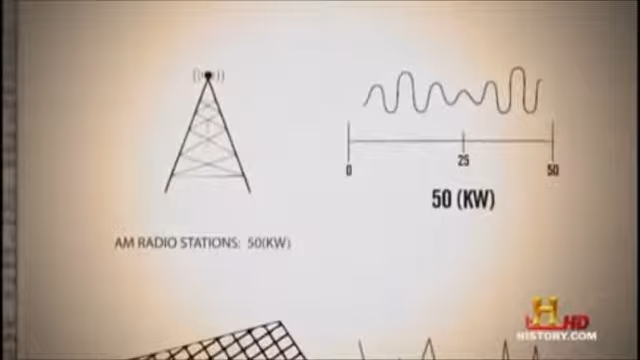 0
25
50
50 (KW)
AM RADIO STATIONS: 50(KW)
H HD
HISTORY.COM